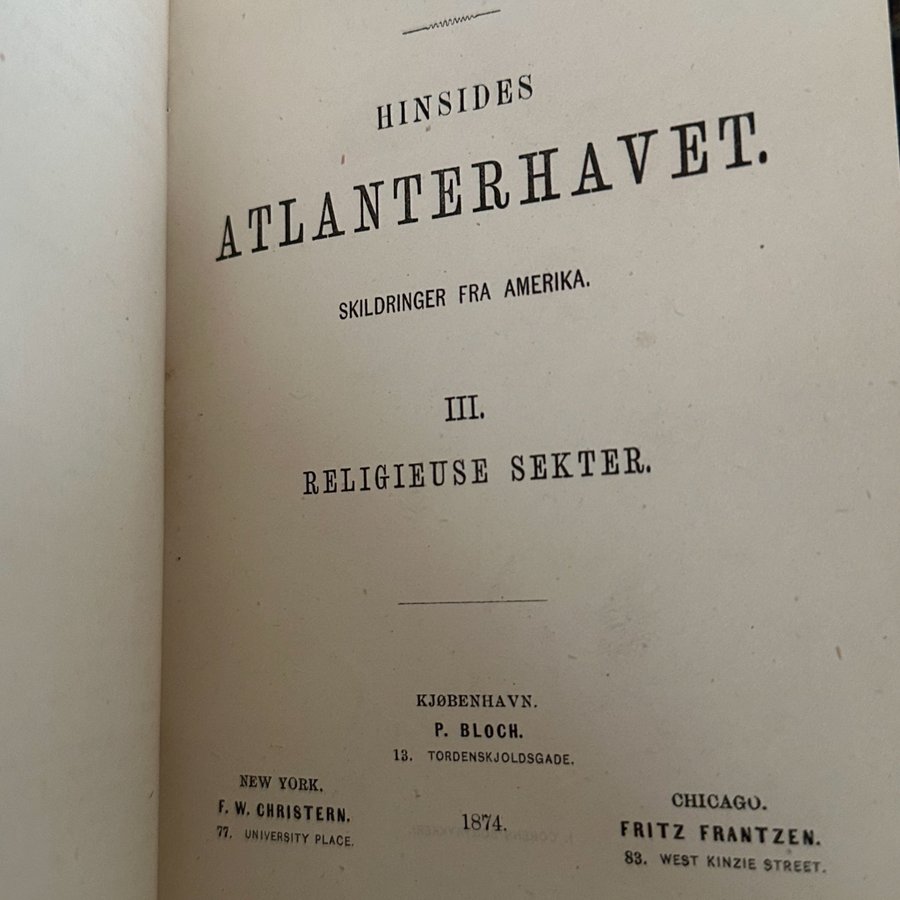 HINSIDES
ATLANTERHAVET.
SKILDRINGER FRA AMERIKA.
III.
RELIGIEUSE SEKTER.
KJØBENHAVN.
P. BLOCH.
13. TORDENSKJOLDSGADE.
NEW YORK.
F. W. CHRISTERN.
77. UNIVERSITY PLACE.
1874.
CHICAGO.
FRITZ FRANTZEN.
83. WEST KINZIE STREET.